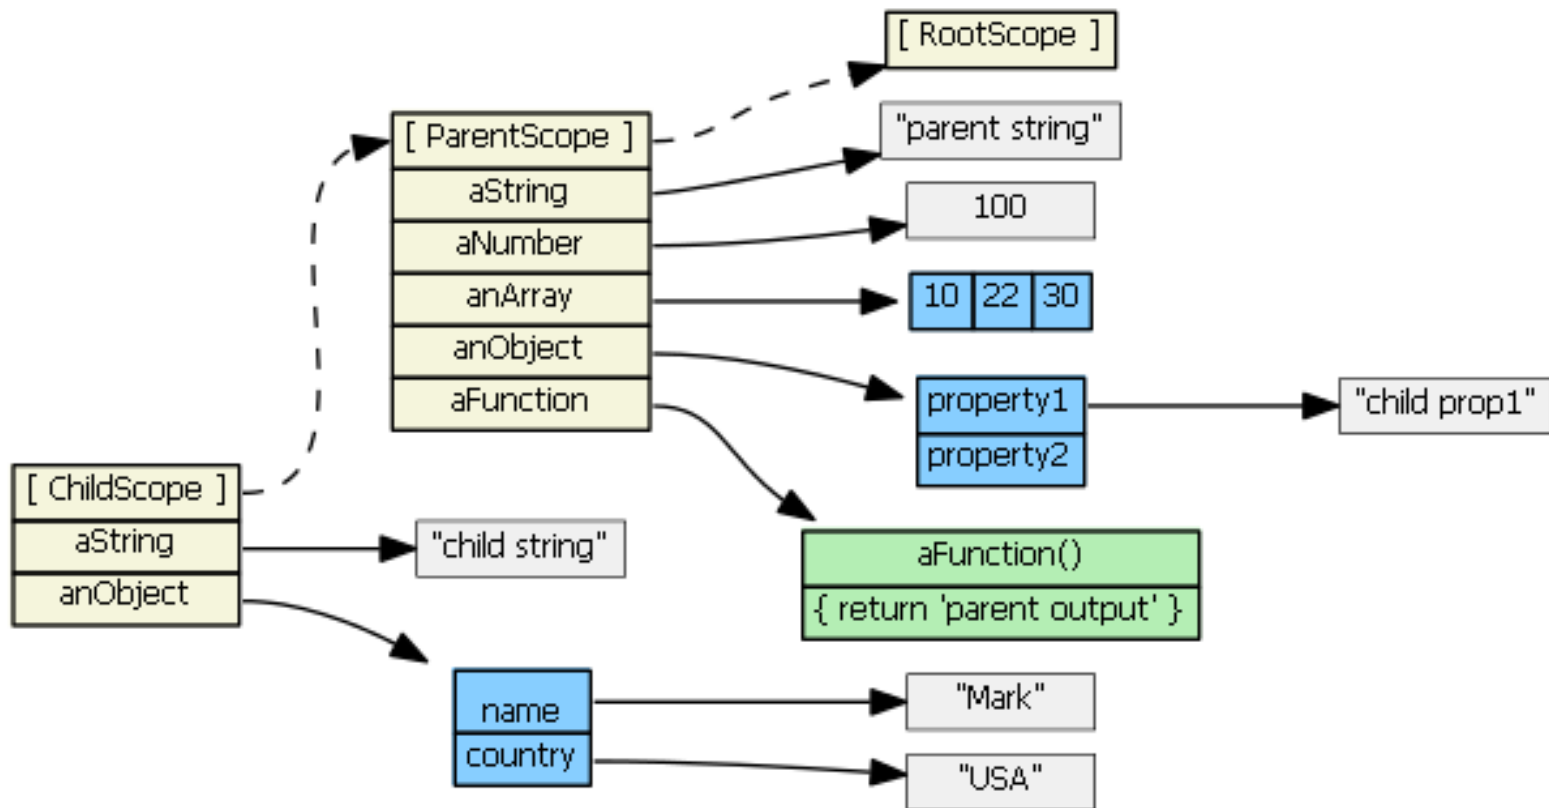 [ RootScope ]
[ ParentScope ]
"parent string"
aString
100
aNumber
anArray
10 22 30
anObject
property1
"child prop1"
aFunction
property2
[ ChildScope ]
aString
"child string"
anObject
aFunction()
{ return 'parent output' }
name
"Mark"
country
"USA"